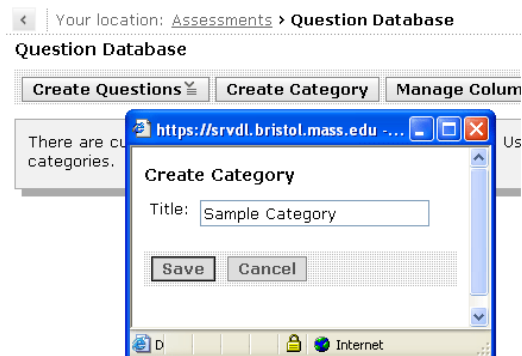 Your location: Assessments › Question Database
Question Database
Create Questions Create Category Manage Colum
https://srvdl.bristol.mass.edu -...
There are cu
Us
categories.
Create Category
Title: Sample Category
Save Cancel
D Internet